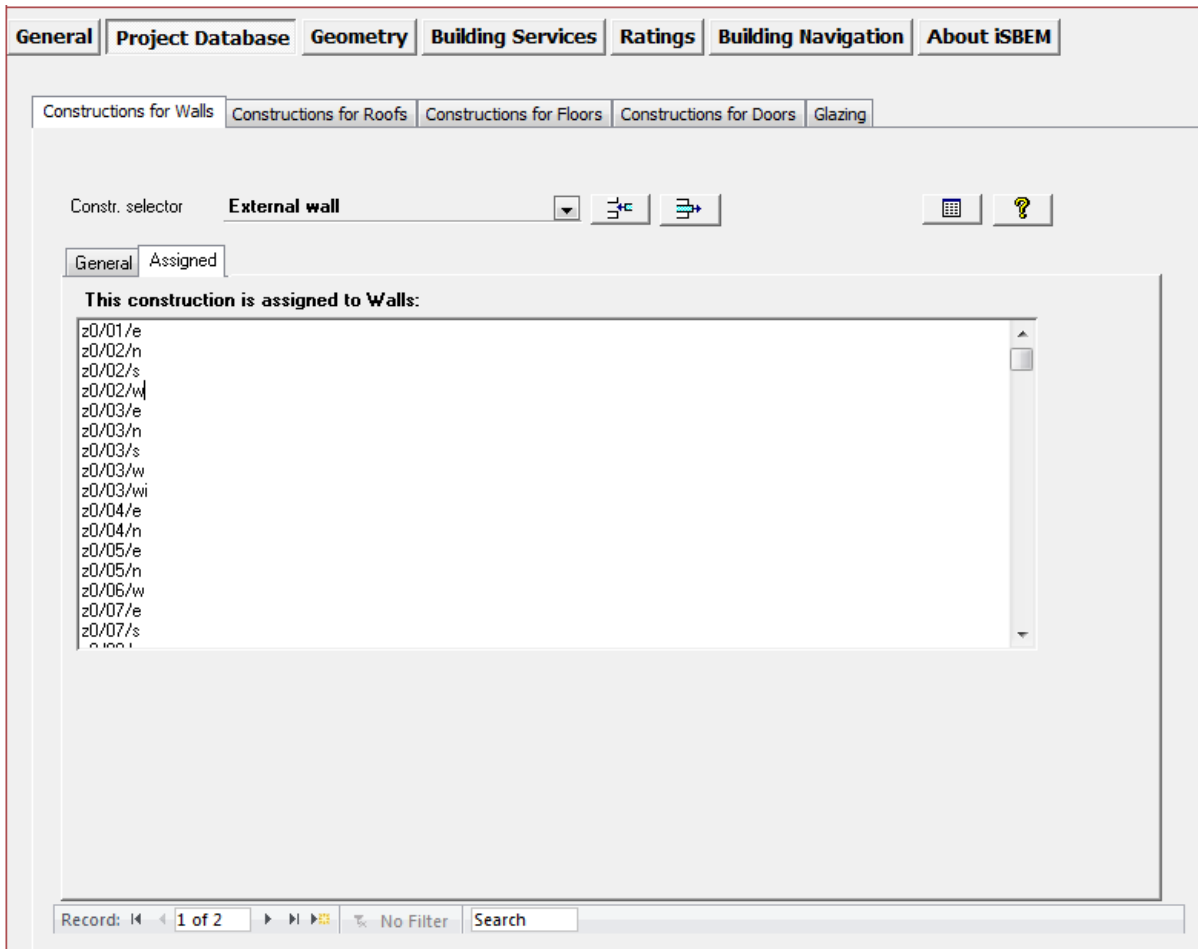 General Project Database Geometry Building Services Ratings Building Navigation About iSBEM
Constructions for Walls Constructions for Roofs Constructions for Floors Constructions for Doors Glazing
Constr. selector External wall
General Assigned
This construction is assigned to Walls:
z0/01/e
z0/02/n
z0/02/s
z0/02/w
z0/03/e
z0/03/n
z0/03/s
z0/03/w
z0/03/wi
z0/04/e
z0/04/n
z0/05/e
z0/05/n
z0/06/w
z0/07/e
z0/07/s
Record: 1 of 2 No Filter Search